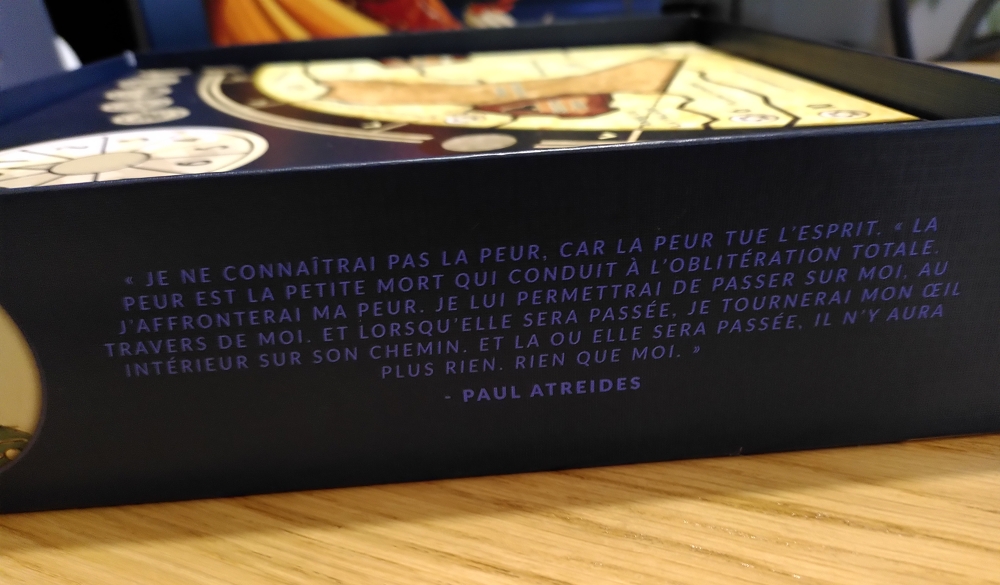 « JE NE CONNAÎTRAI PAS LA PEUR, CAR LA PEUR TUE L'ESPRIT. « LA
PEUR EST LA PETITE MORT QUI CONDUIT À L'OBLITÉRATION TOTALE.
J'AFFRONTERAI MA PEUR. JE LUI PERMETTRAI DE PASSER SUR MOI, AU
TRAVERS DE MOI. ET LORSQU'ELLE SERA PASSÉE, JE TOURNERAI MON ŒIL
INTÉRIEUR SUR SON CHEMIN. ET LA OU ELLE SERA PASSÉE, IL N'Y AURA
PLUS RIEN. RIEN QUE MOI. »
- PAUL ATREIDES